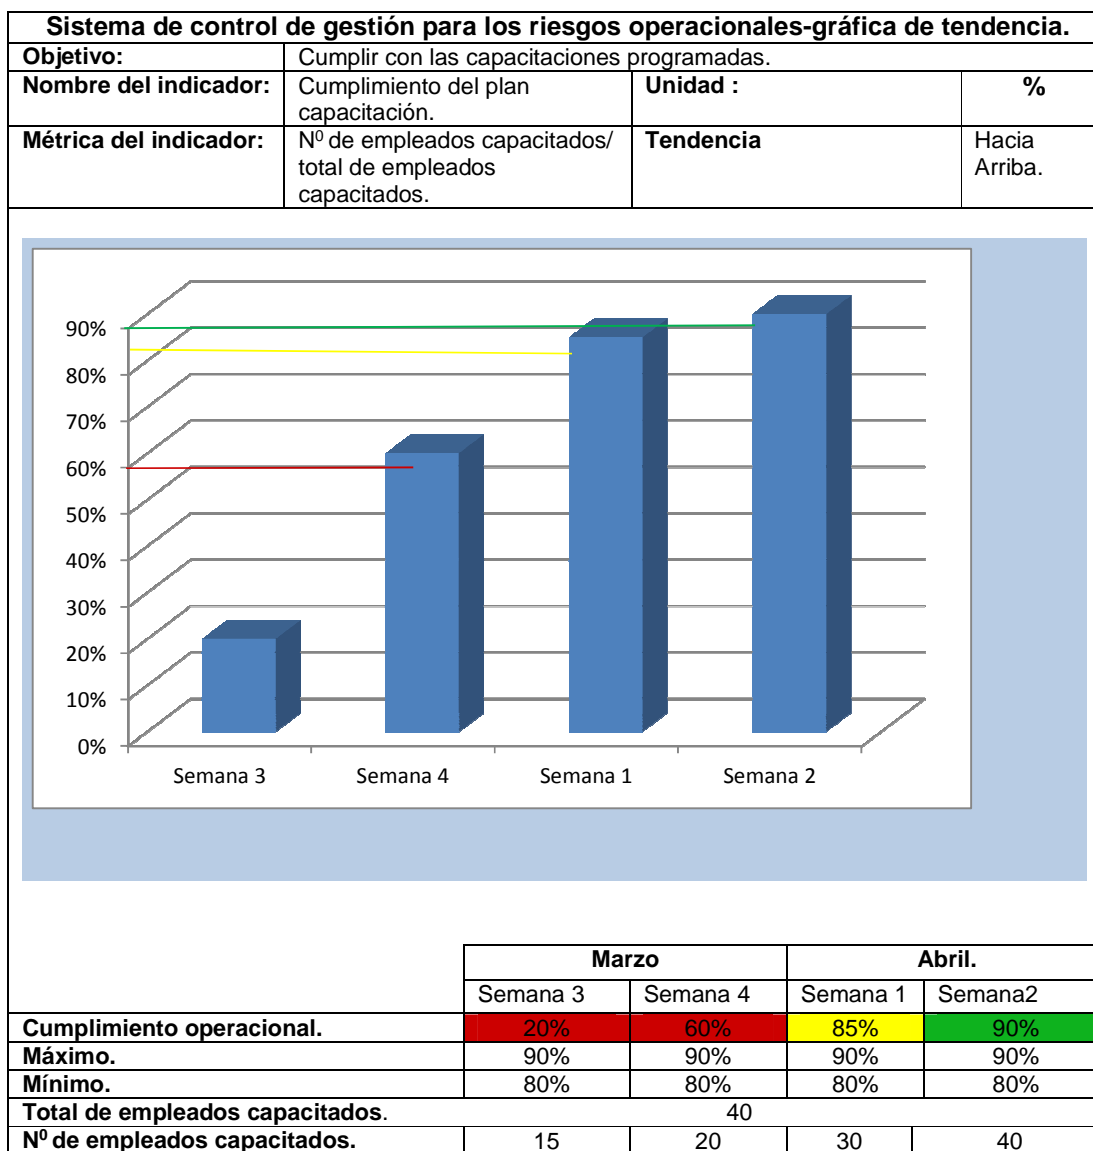 Sistema de control de gestión para los riesgos operacionales-gráfica de tendencia.
Objetivo: Cumplir con las capacitaciones programadas.
Nombre del indicador: Cumplimiento del plan capacitación. Unidad : %
Métrica del indicador: N⁰ de empleados capacitados/ total de empleados capacitados. Tendencia Hacia Arriba.
90%
80%
70%
60%
50%
40%
30%
20%
10%
0%
Semana 3 Semana 4 Semana 1 Semana 2
Marzo Abril.
Semana 3 Semana 4 Semana 1 Semana2
Cumplimiento operacional. 20% 60% 85% 90%
Máximo. 90% 90% 90% 90%
Mínimo. 80% 80% 80% 80%
Total de empleados capacitados. 40
N⁰ de empleados capacitados. 15 20 30 40